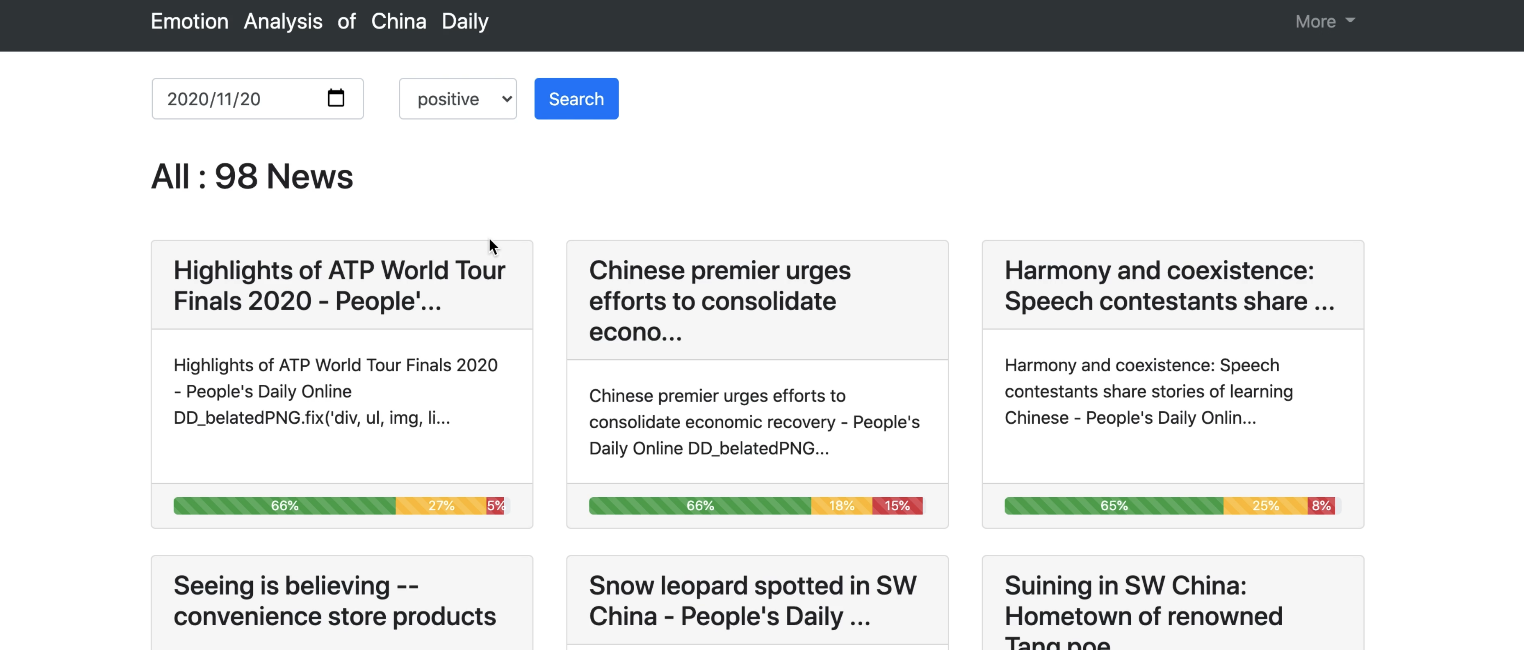 Emotion Analysis of China Daily
More
2020/11/20
positive
Search
All : 98 News
Highlights of ATP World Tour
Finals 2020 - People'...
Highlights of ATP World Tour Finals 2020
- People's Daily Online
DD_belatedPNG.fix('div, ul, img, li...
66% 27% 5%
Chinese premier urges
efforts to consolidate
econo...
Chinese premier urges efforts to
consolidate economic recovery - People's
Daily Online DD_belatedPNG...
66% 18% 15%
Harmony and coexistence:
Speech contestants share ...
Harmony and coexistence: Speech
contestants share stories of learning
Chinese - People's Daily Onlin...
65% 25% 8%
Seeing is believing --
convenience store products
Snow leopard spotted in SW
China - People's Daily ...
Suining in SW China:
Hometown of renowned
Tang poe